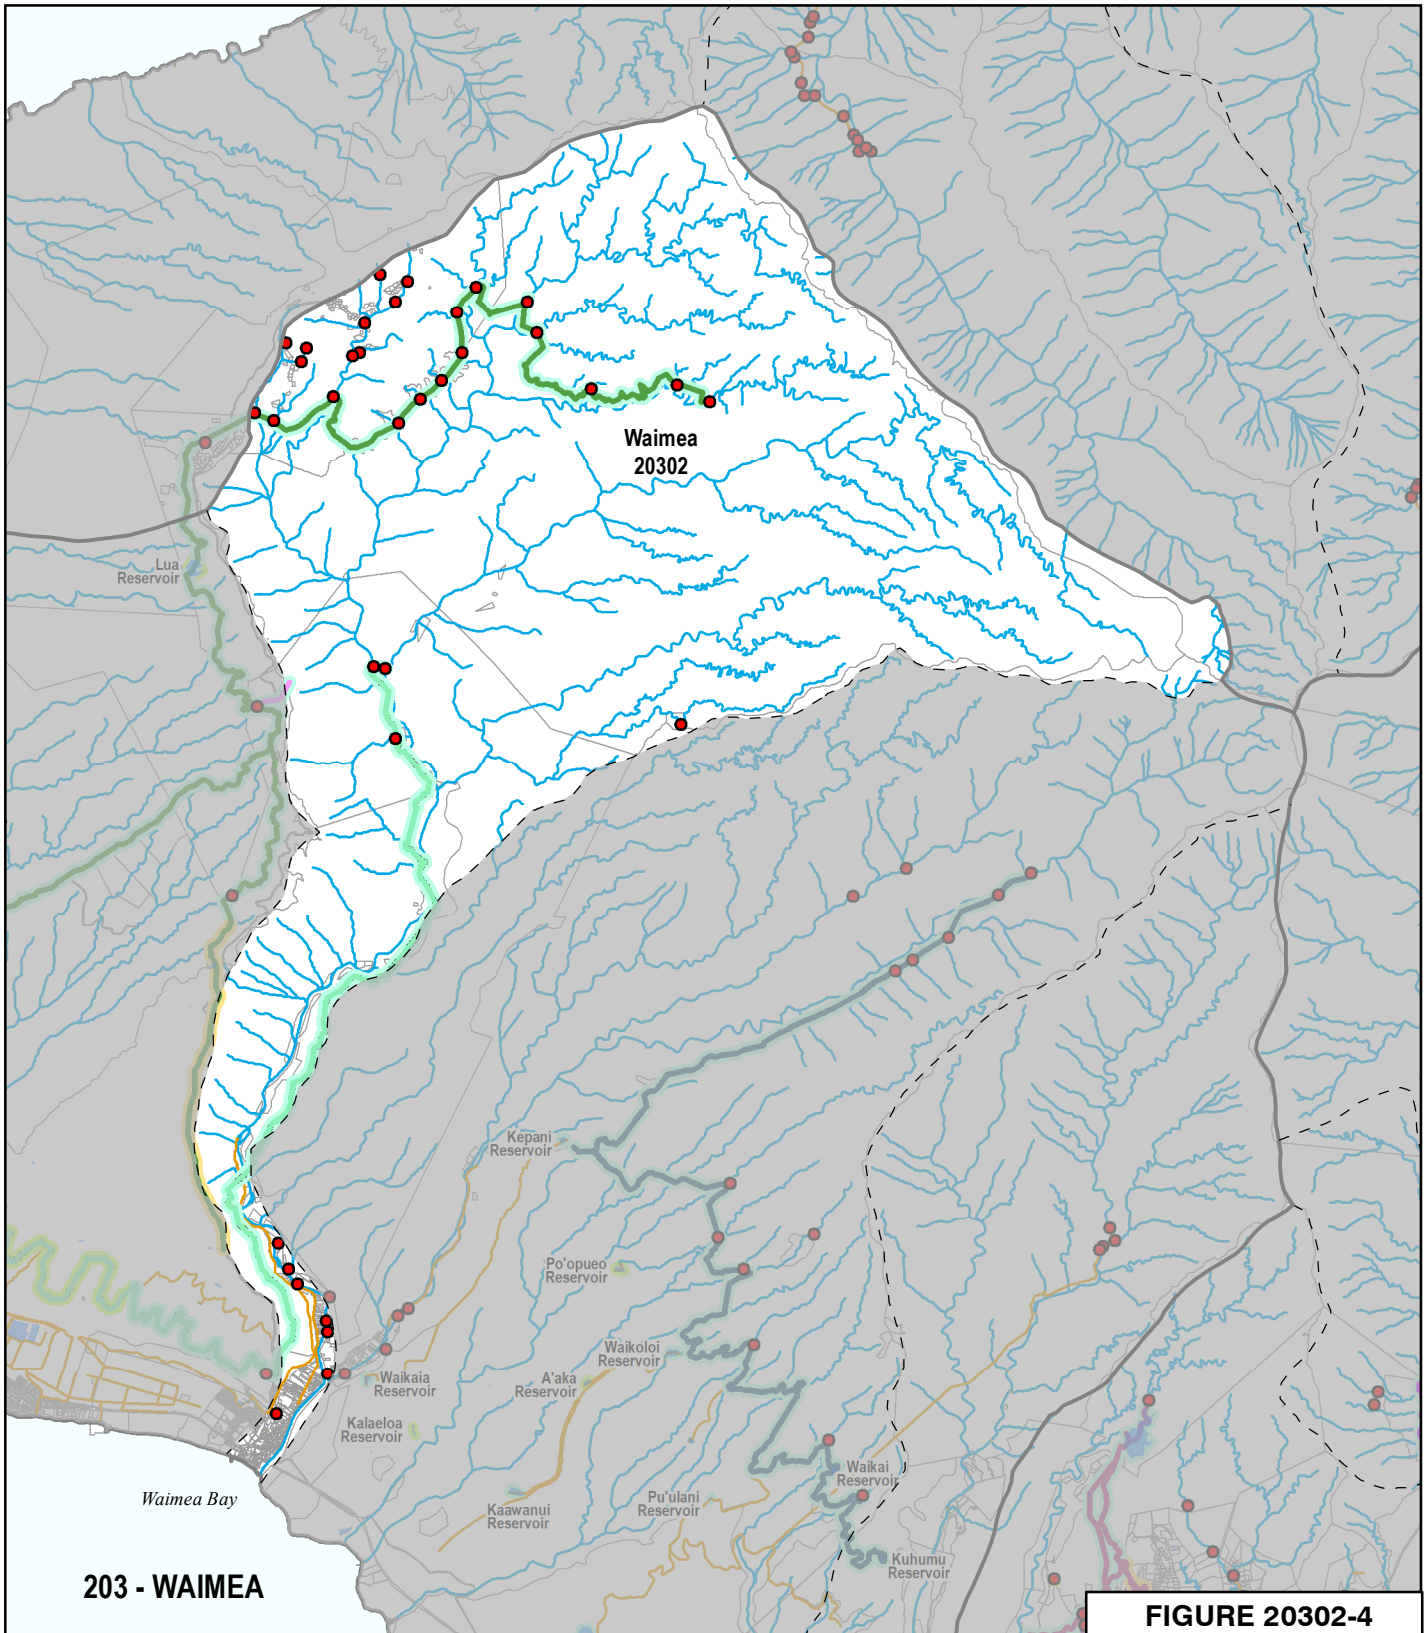 Waimea
20302
Lua
Reservoir
Kepani
Reservoir
Po'opueo
Reservoir
Waikoloi
Reservoir
A'aka
Reservoir
Waikaia
Reservoir
Kalaeloa
Reservoir
Waikai
Reservoir
Pu'ulani
Reservoir
Kaawanui
Reservoir
Kuhumu
Reservoir
Waimea Bay
203 - WAIMEA
FIGURE 20302-4